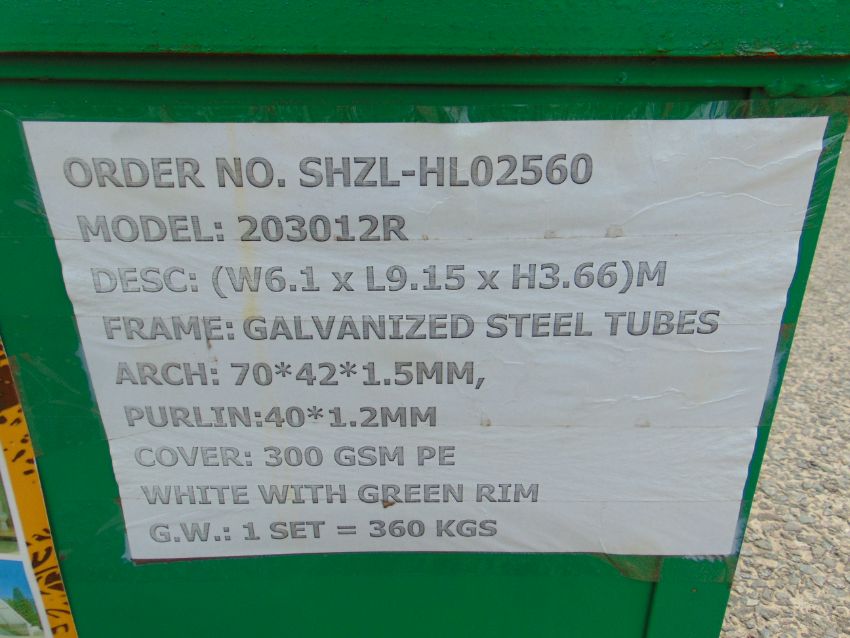 ORDER NO. SHZL-HL02560
MODEL: 203012R
DESC: (W6.1 x L9.15 x H3.66)M
FRAME: GALVANIZED STEEL TUBES
ARCH: 70*42*1.5MM,
PURLIN:40*1.2MM
COVER: 300 GSM PE
WHITE WITH GREEN RIM
G.W.: 1 SET = 360 KGS